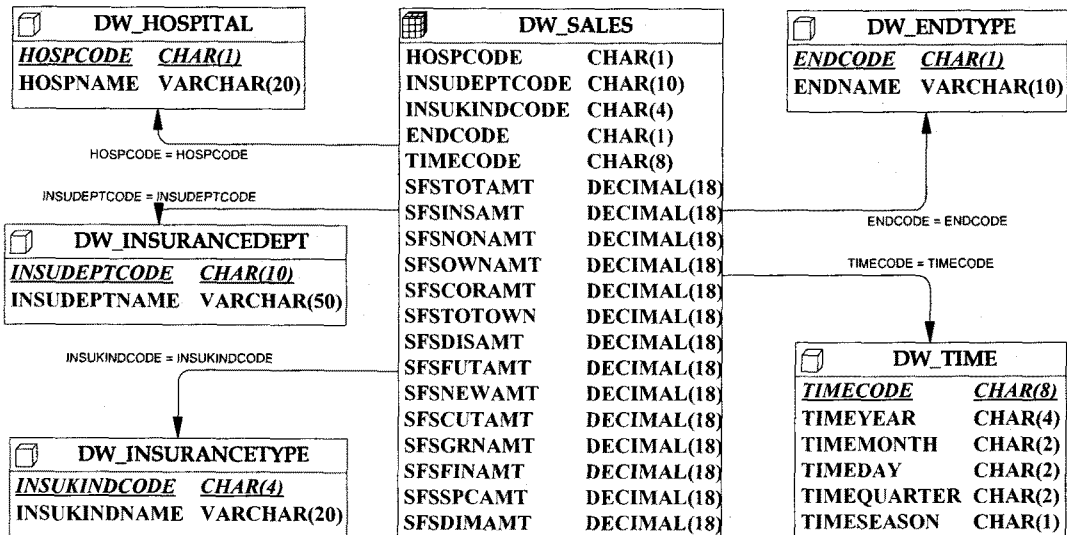 DW_HOSPITAL
HOSPCODE CHAR(1)
HOSPNAME VARCHAR(20)
HOSPCODE = HOSPCODE
INSUDEPTCODE = INSUDEPTCODE
DW_INSURANCEDEPT
INSUDEPTCODE CHAR(10)
INSUDEPTNAME VARCHAR(50)
INSUKINDCODE = INSUKINDCODE
DW_INSURANCETYPE
INSUKINDCODE CHAR(4)
INSUKINDNAME VARCHAR(20)
DW_SALES
HOSPCODE CHAR(1)
INSUDEPTCODE CHAR(10)
INSUKINDCODE CHAR(4)
ENDCODE CHAR(1)
TIMECODE CHAR(8)
SFSTOTAMT DECIMAL(18)
SFSINSAMT DECIMAL(18)
SFSNONAMT DECIMAL(18)
SFSOWNAMT DECIMAL(18)
SFSCORAMT DECIMAL(18)
SFSTOTOWN DECIMAL(18)
SFSDISAMT DECIMAL(18)
SFSFUTAMT DECIMAL(18)
SFSNEWAMT DECIMAL(18)
SFSCUTAMT DECIMAL(18)
SFSGRNAMT DECIMAL(18)
SFSFINAMT DECIMAL(18)
SFSSPCAMT DECIMAL(18)
SFSDIMAMT DECIMAL(18)
DW_ENDTYPE
ENDCODE CHAR(1)
ENDNAME VARCHAR(10)
ENDCODE = ENDCODE
TIMECODE = TIMECODE
DW_TIME
TIMECODE CHAR(8)
TIMEYEAR CHAR(4)
TIMEMONTH CHAR(2)
TIMEDAY CHAR(2)
TIMEQUARTER CHAR(2)
TIMESEASON CHAR(1)